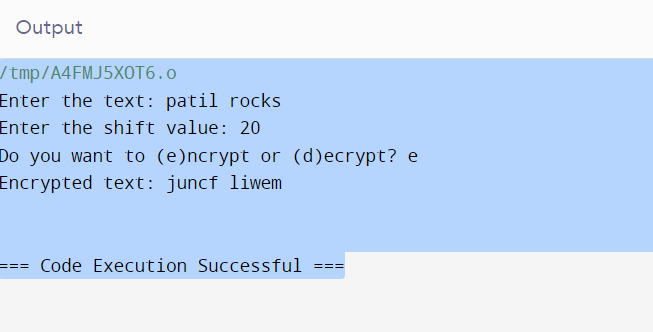 Output
/tmp/A4FMJ5XOT6.o
Enter the text: patil rocks
Enter the shift value: 20
Do you want to (e)ncrypt or (d)ecrypt? e
Encrypted text: juncf liwem
=== Code Execution Successful ===